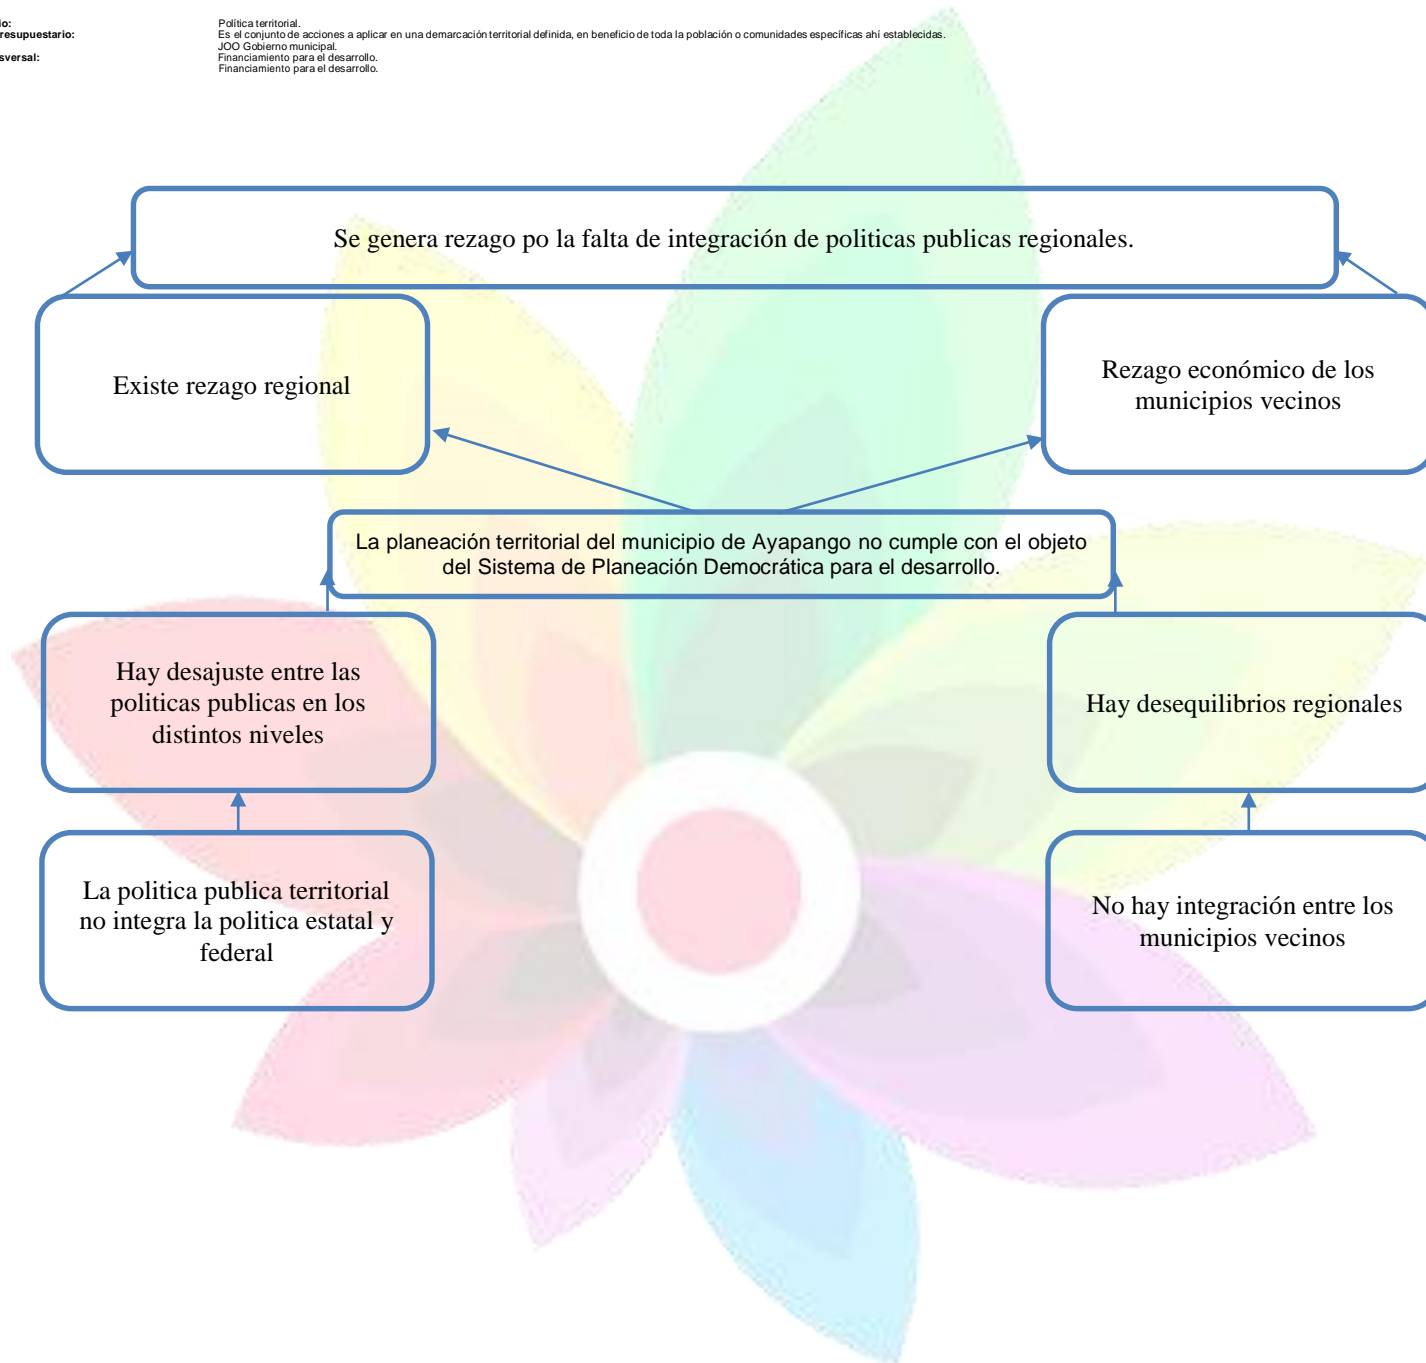 io: Política territorial.
resupuestario: Es el conjunto de acciones a aplicar en una demarcación territorial definida, en beneficio de toda la población o comunidades específicas ahí establecidas.
JOO Gobierno municipal.
sversal: Financiamiento para el desarrollo.
Financiamiento para el desarrollo.
Se genera rezago po la falta de integración de politicas publicas regionales.
Existe rezago regional
Rezago económico de los
municipios vecinos
La planeación territorial del municipio de Ayapango no cumple con el objeto
del Sistema de Planeación Democrática para el desarrollo.
Hay desajuste entre las
politicas publicas en los
distintos niveles
Hay desequilibrios regionales
La politica publica territorial
no integra la politica estatal y
federal
No hay integración entre los
municipios vecinos